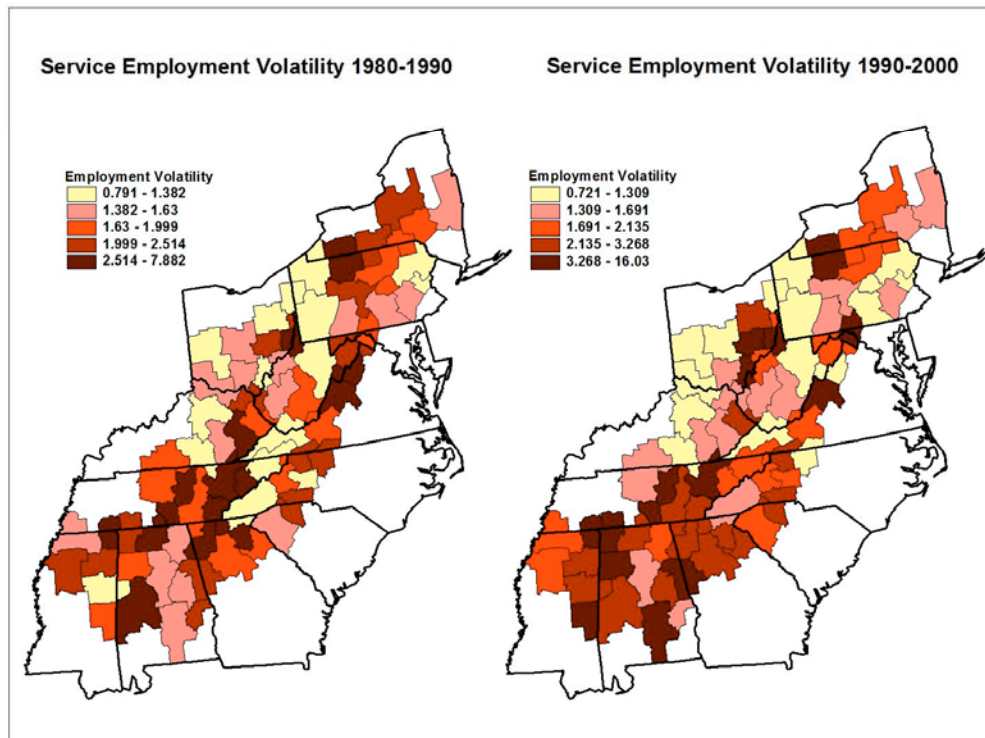 Service Employment Volatility 1980-1990
Employment Volatility
0.791 - 1.382
1.382 - 1.63
1.63 - 1.999
1.999 - 2.514
2.514 - 7.882
Service Employment Volatility 1990-2000
Employment Volatility
0.721 - 1.309
1.309 - 1.691
1.691 - 2.135
2.135 - 3.268
3.268 - 16.03